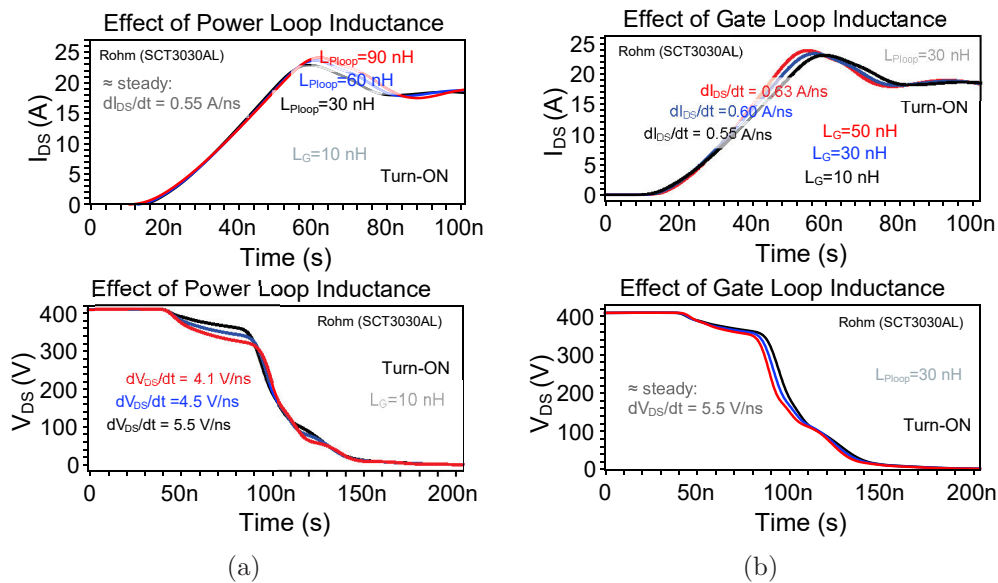 Effect of Power Loop Inductance
25
20
15
10
5
0
I_DS (A)
Rohm (SCT3030AL)
≈ steady:
dI_DS/dt = 0.55 A/ns
L_Ploop=90 nH
L_Ploop=60 nH
L_Ploop=30 nH
L_G=10 nH
Turn-ON
0 20n 40n 60n 80n 100n
Time (s)
Effect of Gate Loop Inductance
25
20
15
10
5
0
I_DS (A)
Rohm (SCT3030AL)
L_Ploop=30 nH
dI_DS/dt = 0.63 A/ns
dI_DS/dt = 0.60 A/ns
dI_DS/dt = 0.55 A/ns
Turn-ON
L_G=50 nH
L_G=30 nH
L_G=10 nH
0 20n 40n 60n 80n 100n
Time (s)
Effect of Power Loop Inductance
400
300
200
100
0
V_DS (V)
Rohm (SCT3030AL)
Turn-ON
dV_DS/dt = 4.1 V/ns
L_G=10 nH
dV_DS/dt =4.5 V/ns
dV_DS/dt = 5.5 V/ns
0 50n 100n 150n 200n
Time (s)
Effect of Gate Loop Inductance
400
300
200
100
0
V_DS (V)
Rohm (SCT3030AL)
L_Ploop=30 nH
≈ steady:
dV_DS/dt = 5.5 V/ns
Turn-ON
0 50n 100n 150n 200n
Time (s)
(a)
(b)